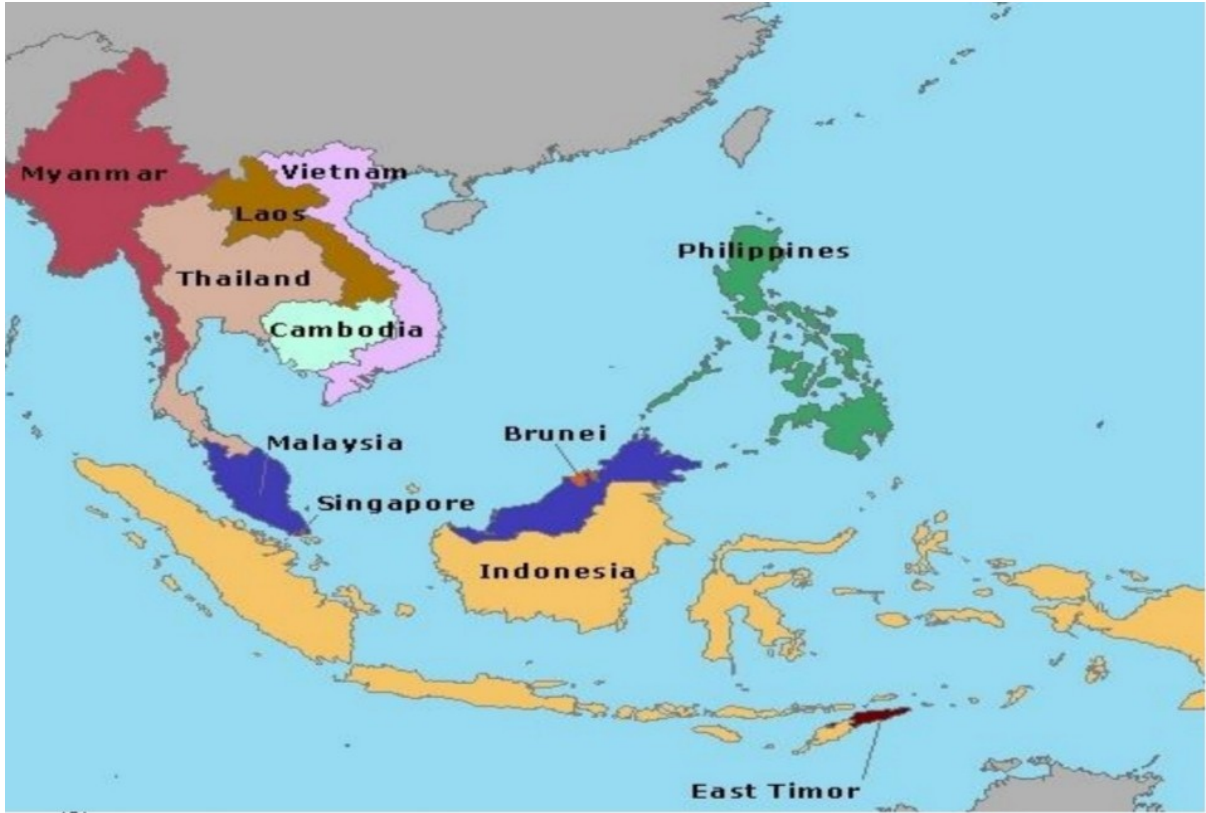 Myanmar
Vietnam
Laos
Philippines
Thailand
Cambodia
Brunei
Malaysia
Singapore
Indonesia
East Timor